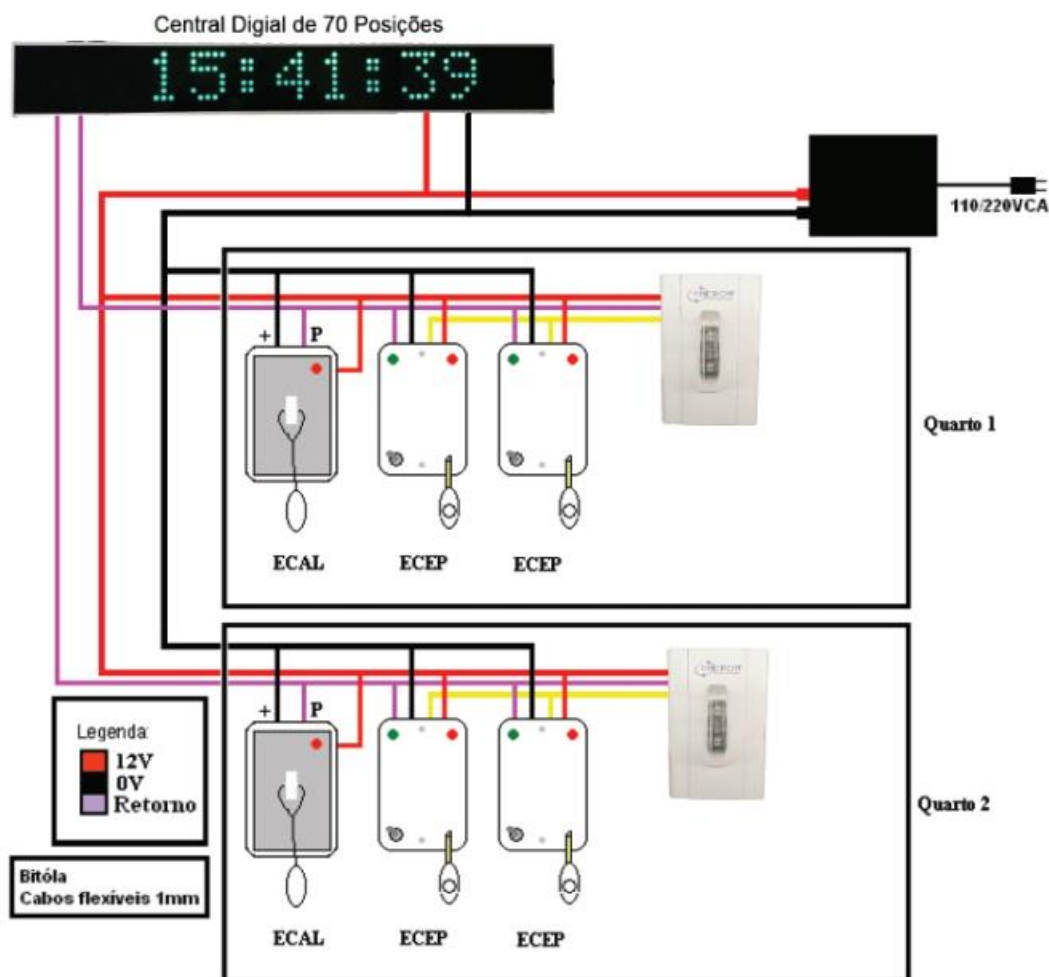 Central Digial de 70 Posições
15:41:39
110/220VCA
+ P
Quarto 1
ECAL ECEP ECEP
+ P
Legenda:
12V
0V
Retorno
Quarto 2
Bitóla
Cabos flexíveis 1mm
ECAL ECEP ECEP